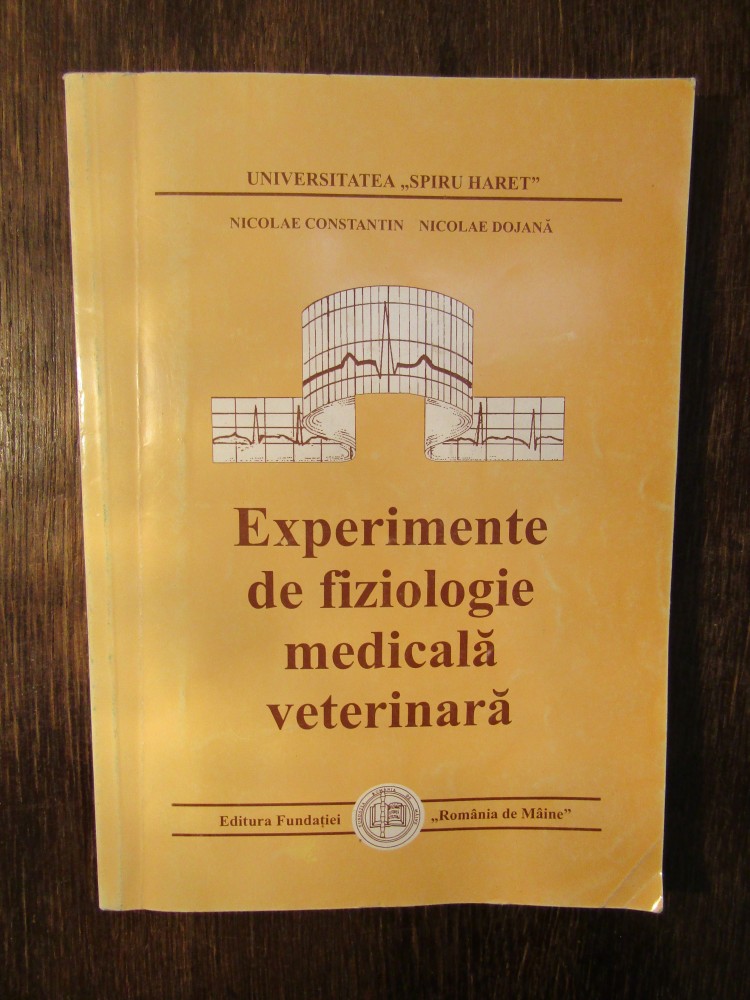 UNIVERSITATEA „SPIRU HARET”
NICOLAE CONSTANTIN NICOLAE DOJANĂ
Experimente
de fiziologie
medicală
veterinară
Editura Fundației
„România de Mâine”